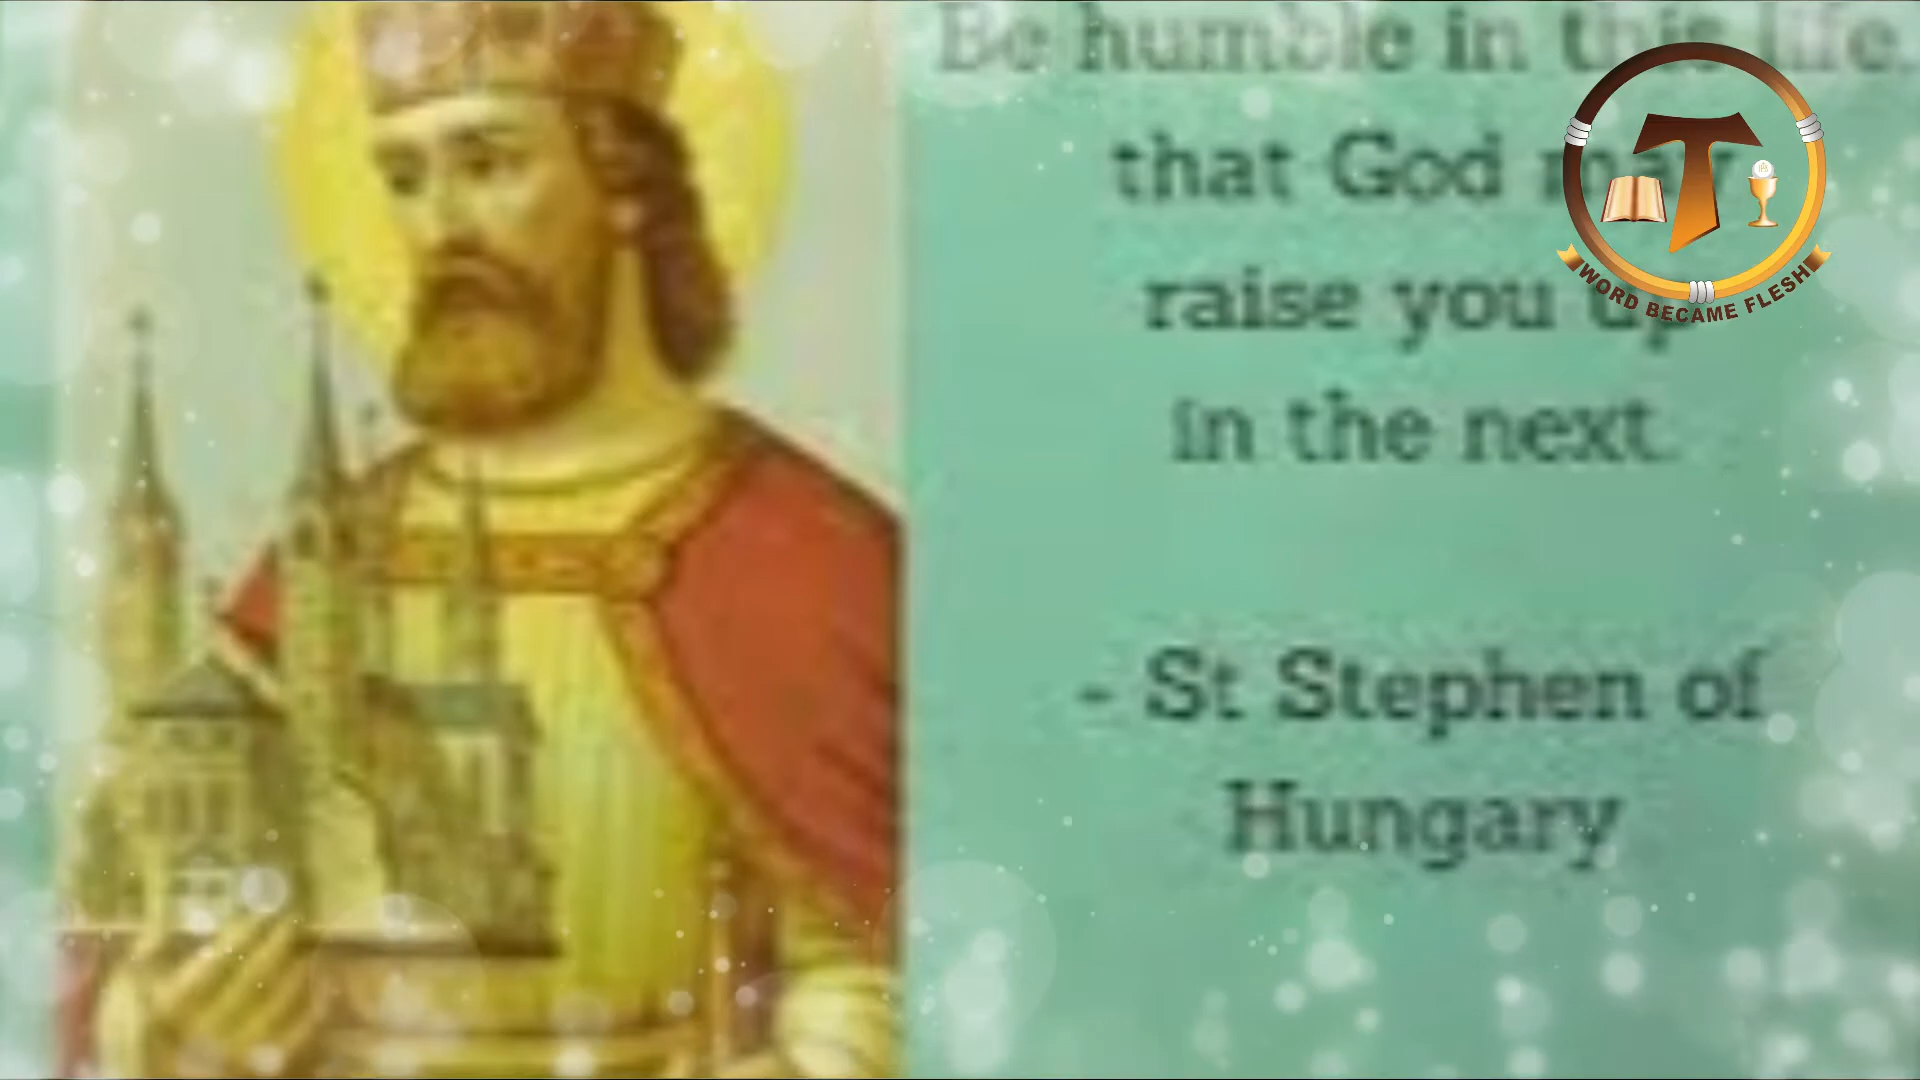 Be humble in this life,
that God may
raise you up
in the next.
- St Stephen of
Hungary
WORD BECAME FLESH